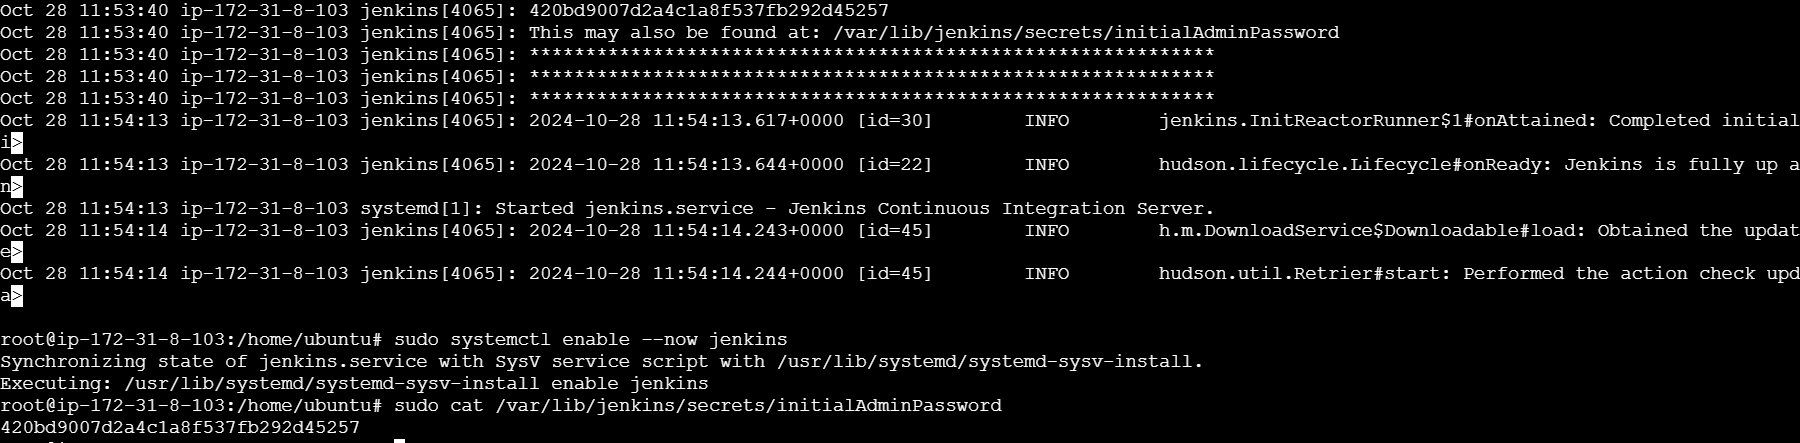 Oct 28 11:53:40 ip-172-31-8-103 jenkins[4065]: 420bd9007d2a4c1a8f537fb292d45257
Oct 28 11:53:40 ip-172-31-8-103 jenkins[4065]: This may also be found at: /var/lib/jenkins/secrets/initialAdminPassword
Oct 28 11:53:40 ip-172-31-8-103 jenkins[4065]: *************************************************************
Oct 28 11:53:40 ip-172-31-8-103 jenkins[4065]: *************************************************************
Oct 28 11:53:40 ip-172-31-8-103 jenkins[4065]: *************************************************************
Oct 28 11:54:13 ip-172-31-8-103 jenkins[4065]: 2024-10-28 11:54:13.617+0000 [id=30]        INFO        jenkins.InitReactorRunner$1#onAttained: Completed initial
i>
Oct 28 11:54:13 ip-172-31-8-103 jenkins[4065]: 2024-10-28 11:54:13.644+0000 [id=22]        INFO        hudson.lifecycle.Lifecycle#onReady: Jenkins is fully up a
n>
Oct 28 11:54:13 ip-172-31-8-103 systemd[1]: Started jenkins.service - Jenkins Continuous Integration Server.
Oct 28 11:54:14 ip-172-31-8-103 jenkins[4065]: 2024-10-28 11:54:14.243+0000 [id=45]        INFO        h.m.DownloadService$Downloadable#load: Obtained the updat
e>
Oct 28 11:54:14 ip-172-31-8-103 jenkins[4065]: 2024-10-28 11:54:14.244+0000 [id=45]        INFO        hudson.util.Retrier#start: Performed the action check upd
a>
root@ip-172-31-8-103:/home/ubuntu# sudo systemctl enable --now jenkins
Synchronizing state of jenkins.service with SysV service script with /usr/lib/systemd/systemd-sysv-install.
Executing: /usr/lib/systemd/systemd-sysv-install enable jenkins
root@ip-172-31-8-103:/home/ubuntu# sudo cat /var/lib/jenkins/secrets/initialAdminPassword
420bd9007d2a4c1a8f537fb292d45257